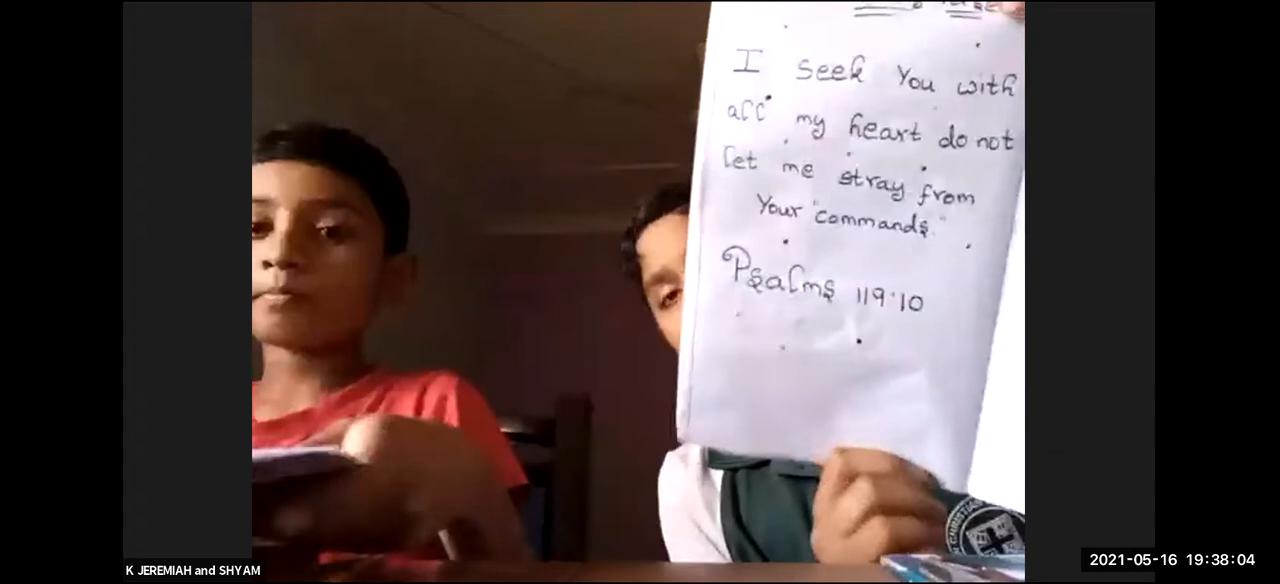 I seek You with
all my heart do not
let me stray from
Your "commands."
Psalms 119:10
CHRISTIAN
K JEREMIAH and SHYAM
2021-05-16 19:38:04